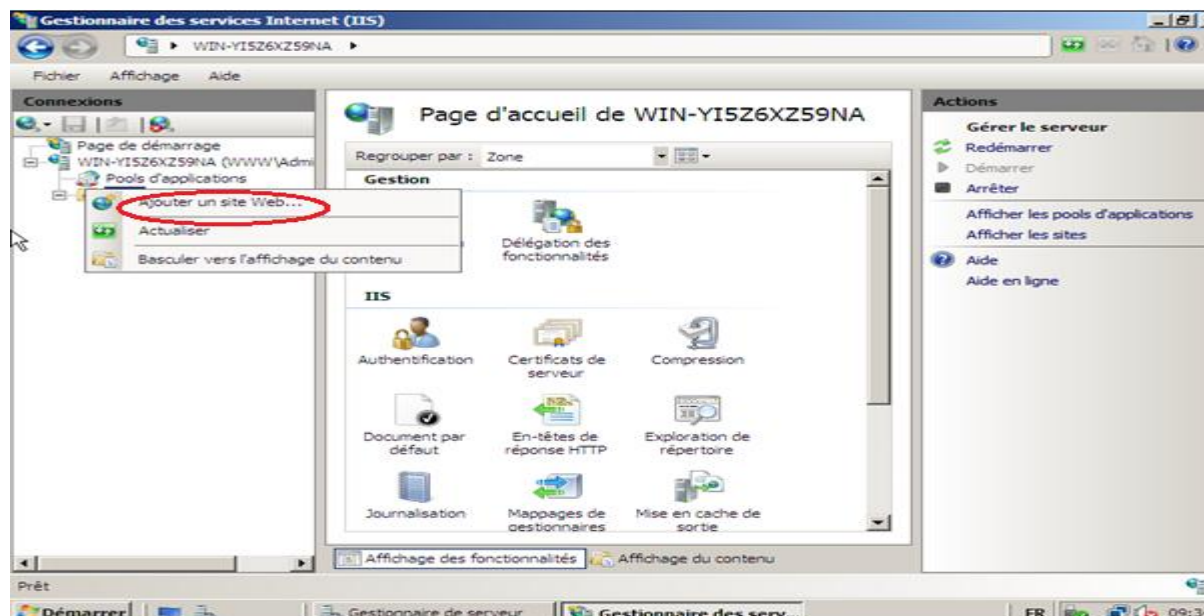 Gestionnaire des services Internet (IIS)
WIN-YI5Z6XZ59NA
Fichier Affichage Aide
Connexions
Page de démarrage
WIN-YI5Z6XZ59NA (WWW\Admi
Pools d'applications
Ajouter un site Web...
Actualiser
Basculer vers l'affichage du contenu
Page d'accueil de WIN-YI5Z6XZ59NA
Regrouper par : Zone
Gestion
Délégation des
fonctionnalités
IIS
Authentification
Certificats de
serveur
Compression
Document par
défaut
En-têtes de
réponse HTTP
Exploration de
répertoire
Journalisation
Mappages de
gestionnaires
Mise en cache de
sortie
Affichage des fonctionnalités Affichage du contenu
Actions
Gérer le serveur
Redémarrer
Démarrer
Arrêter
Afficher les pools d'applications
Afficher les sites
Aide
Aide en ligne
Prêt
Démarrer Gestionnaire de serveur Gestionnaire des serv... FR